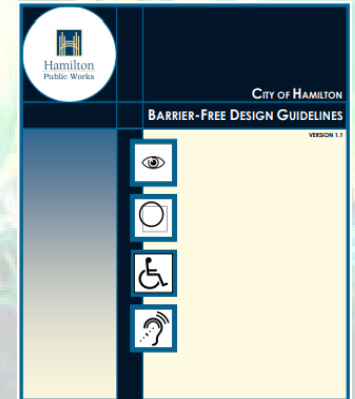 Hamilton
Public Works
CITY OF HAMILTON
BARRIER-FREE DESIGN GUIDELINES
VERSION 1.1